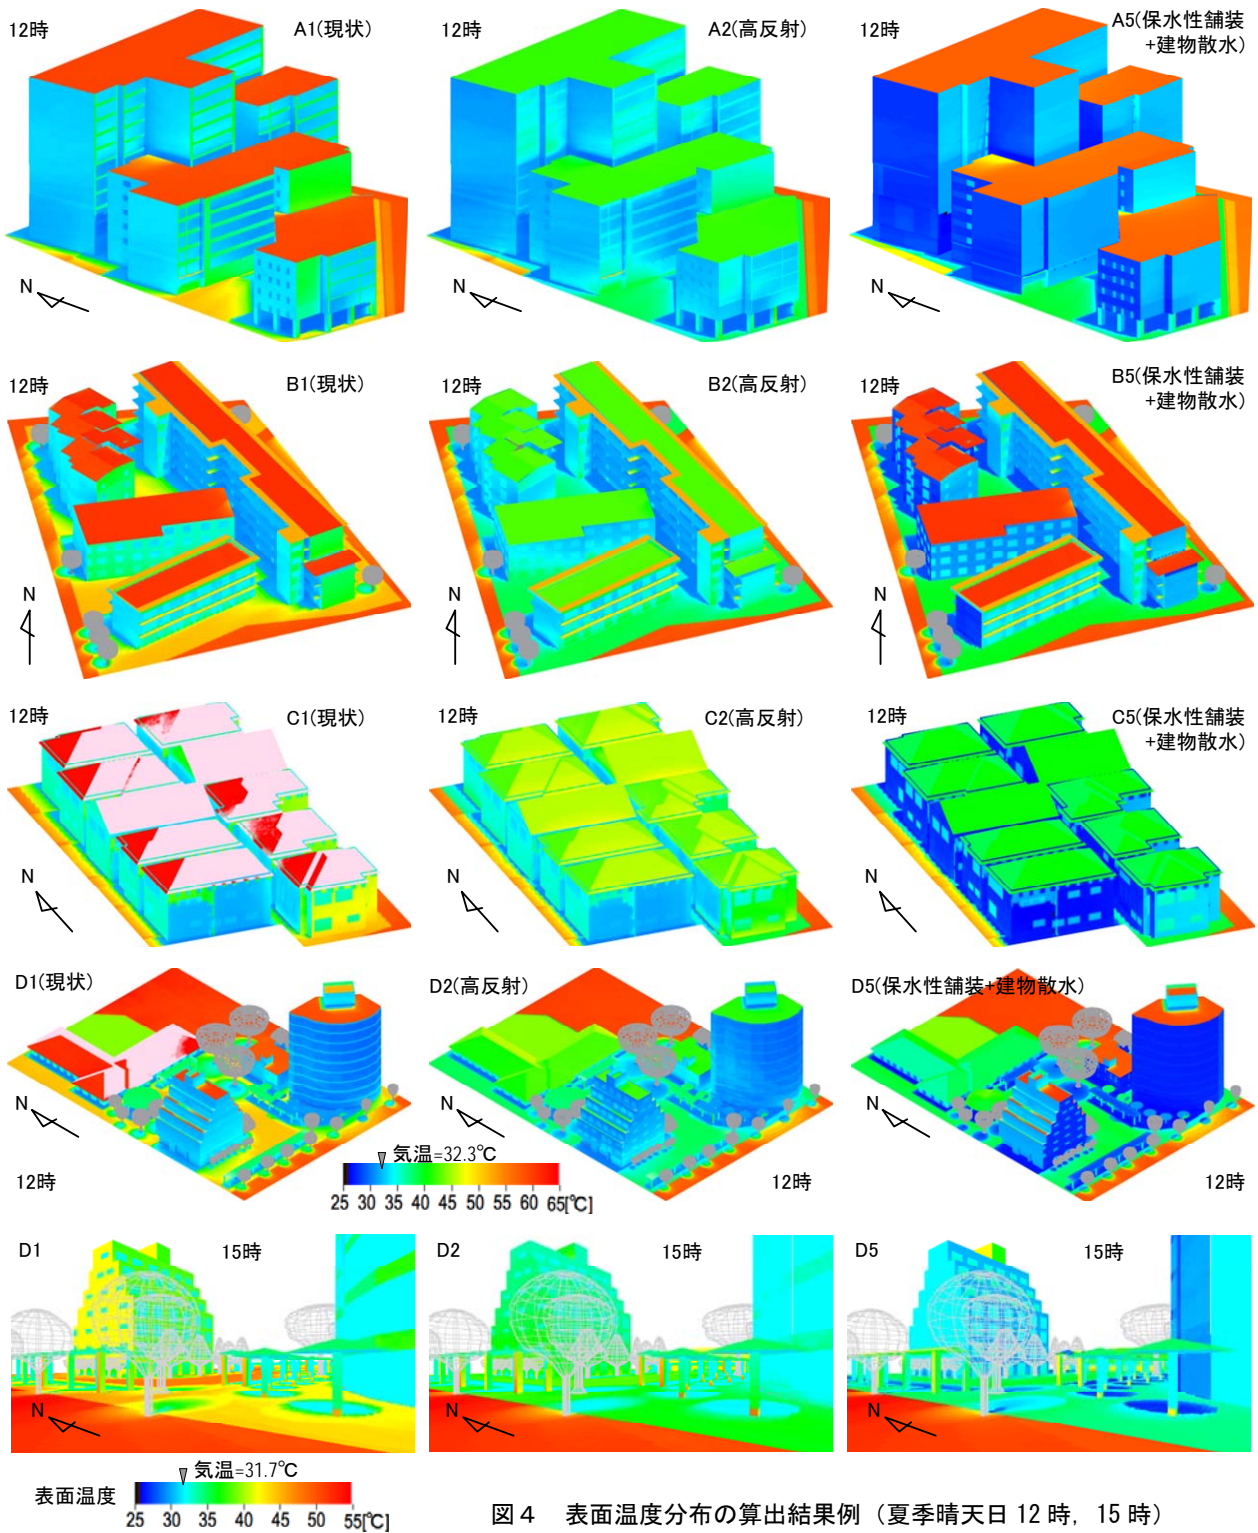 12時
A1(現状)
N
A2(高反射)
N
12時
A5(保水性舗装
+建物散水)
N
12時
B1(現状)
N
12時
B2(高反射)
N
12時
B5(保水性舗装
+建物散水)
N
12時
C1(現状)
N
12時
C2(高反射)
N
12時
C5(保水性舗装
+建物散水)
N
D1(現状)
N
12時
D2(高反射)
N
12時
D5(保水性舗装+建物散水)
N
12時
気温=32.3℃
25 30 35 40 45 50 55 60 65[℃]
D1
15時
N
D2
15時
N
D5
15時
N
気温=31.7℃
表面温度
25 30 35 40 45 50 55[℃]
図4 表面温度分布の算出結果例(夏季晴天日12時,15時)